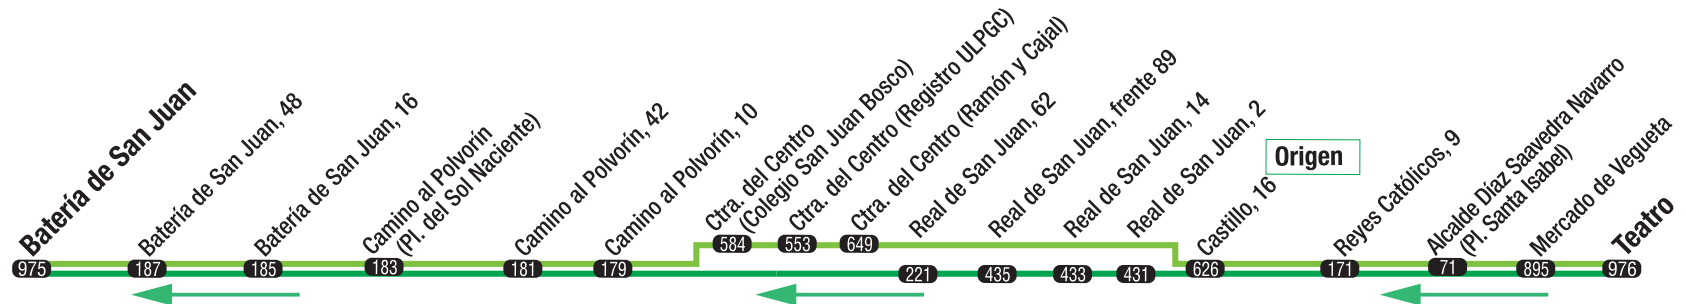 Batería de San Juan
Batería de San Juan, 48
Batería de San Juan, 16
Camino al Polvorín
(Pl. del Sol Naciente)
Camino al Polvorín, 42
Camino al Polvorín, 10
Ctra. del Centro
(Colegio San Juan Bosco)
Ctra. del Centro (Registro ULPGC)
Ctra. del Centro (Ramón y Cajal)
Real de San Juan, 62
Real de San Juan, frente 89
Real de San Juan, 14
Real de San Juan, 2
Castillo, 16
Origen
Reyes Católicos, 9
Alcalde Díaz Saavedra Navarro
(Pl. Santa Isabel)
Mercado de Vegueta
Teatro
975
187
185
183
181
179
584
553
649
221
435
433
431
626
171
71
895
976